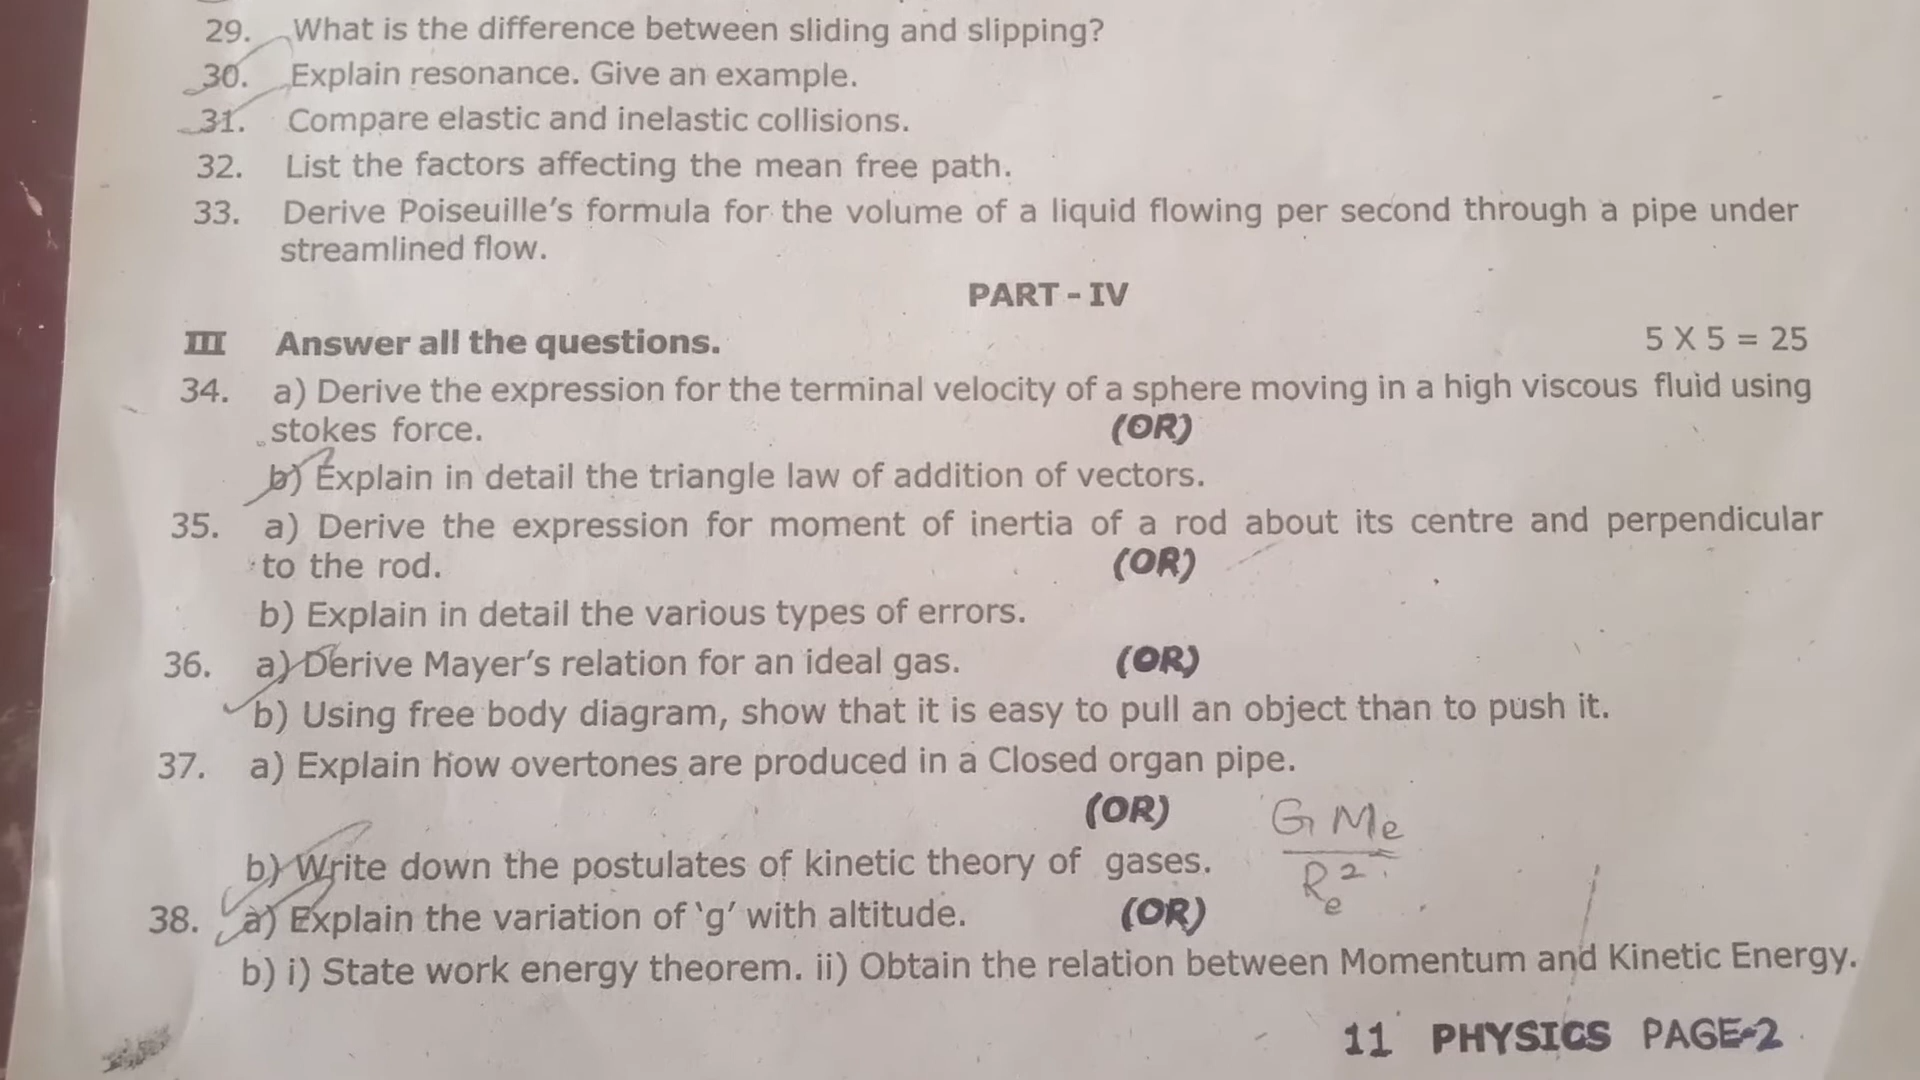 29. What is the difference between sliding and slipping?
30. Explain resonance. Give an example.
31. Compare elastic and inelastic collisions.
32. List the factors affecting the mean free path.
33. Derive Poiseuille's formula for the volume of a liquid flowing per second through a pipe under
streamlined flow.
PART - IV
III Answer all the questions. 5 X 5 = 25
34. a) Derive the expression for the terminal velocity of a sphere moving in a high viscous fluid using
stokes force. (OR)
b) Explain in detail the triangle law of addition of vectors.
35. a) Derive the expression for moment of inertia of a rod about its centre and perpendicular
to the rod. (OR)
b) Explain in detail the various types of errors.
36. a) Derive Mayer's relation for an ideal gas. (OR)
b) Using free body diagram, show that it is easy to pull an object than to push it.
37. a) Explain how overtones are produced in a Closed organ pipe.
(OR) G Me
b) Write down the postulates of kinetic theory of gases. Re²
38. a) Explain the variation of 'g' with altitude. (OR)
b) i) State work energy theorem. ii) Obtain the relation between Momentum and Kinetic Energy.
11 PHYSICS PAGE-2